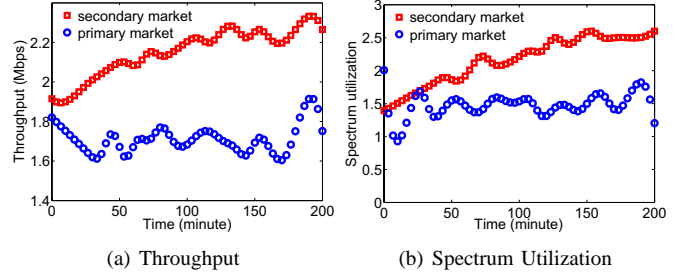 secondary market
primary market
Throughput (Mbps)
2.2
2
1.8
1.6
1.4
0 50 100 150 200
Time (minute)
(a) Throughput
secondary market
primary market
Spectrum utilization
3
2.5
2
1.5
1
0.5
0
0 50 100 150 200
Time (minute)
(b) Spectrum Utilization